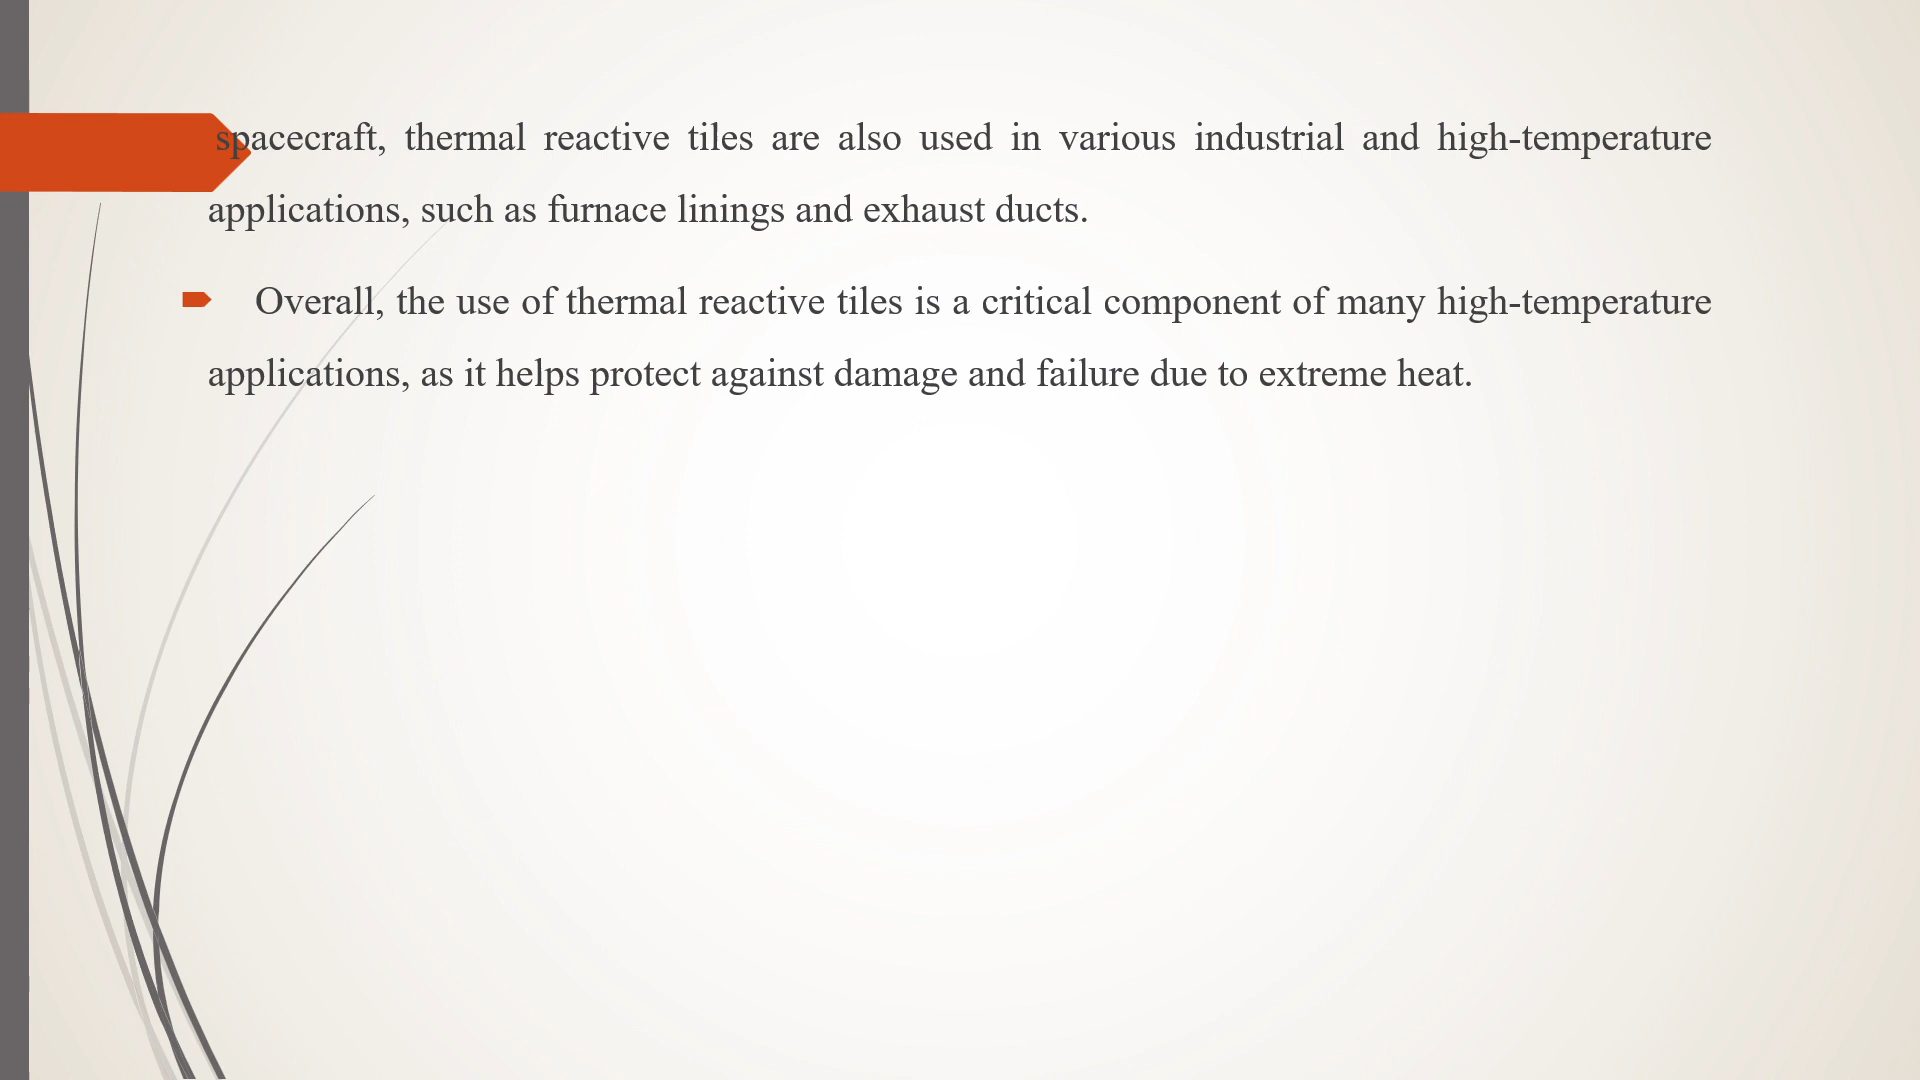 spacecraft, thermal reactive tiles are also used in various industrial and high-temperature
applications, such as furnace linings and exhaust ducts.
Overall, the use of thermal reactive tiles is a critical component of many high-temperature
applications, as it helps protect against damage and failure due to extreme heat.